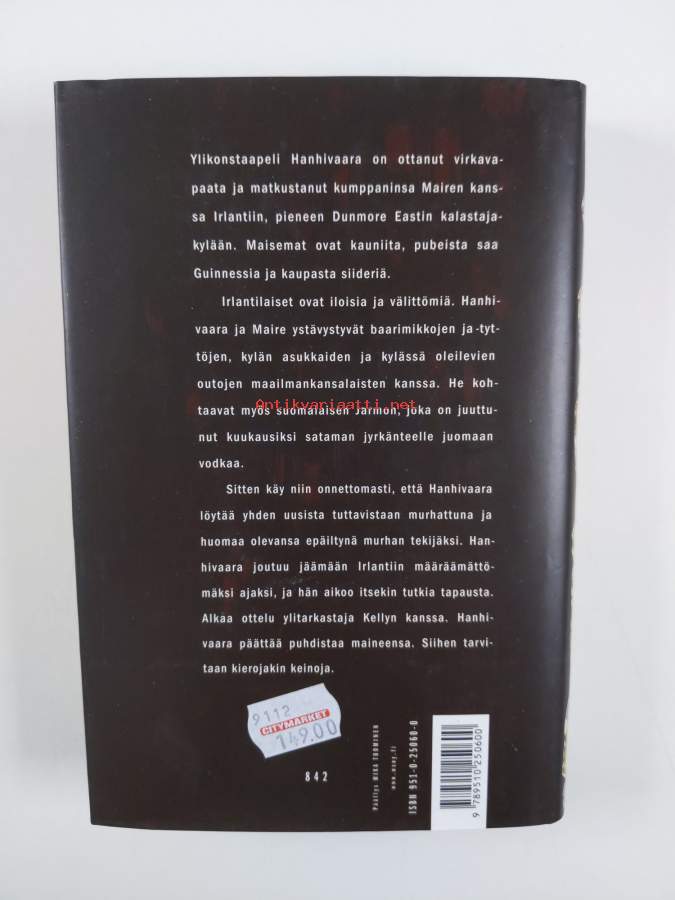 Ylikonstaapeli Hanhivaara on ottanut virkava-
paata ja matkustanut kumppaninsa Mairen kans-
sa Irlantiin, pieneen Dunmore Eastin kalastaja-
kylään. Maisemat ovat kauniita, pubeista saa
Guinnessia ja kaupasta siideriä.
Irlantilaiset ovat iloisia ja välittömiä. Hanhi-
vaara ja Maire ystävystyvät baarimikkojen ja -tyt-
töjen, kylän asukkaiden ja kylässä oleilevien
outojen maailmankansalaisten kanssa. He koh-
Antikvariaatti.net
taavat myös suomalaisen Jarmon, joka on juuttu-
nut kuukausiksi sataman jyrkänteelle juomaan
vodkaa.
Sitten käy niin onnettomasti, että Hanhivaara
löytää yhden uusista tuttavistaan murhattuna ja
huomaa olevansa epäiltynä murhan tekijäksi. Han-
hivaara joutuu jäämään Irlantiin määräämättö-
mäksi ajaksi, ja hän aikoo itsekin tutkia tapausta.
Alkaa ottelu ylitarkastaja Kellyn kanssa. Hanhi-
vaara päättää puhdistaa maineensa. Siihen tarvi-
taan kierojakin keinoja.
9112
CITYMARKET
149.00
842
Päällys MIKA TUOMINEN
www.wsoy.fi
ISBN 951-0-25060-0
9 789510 250600